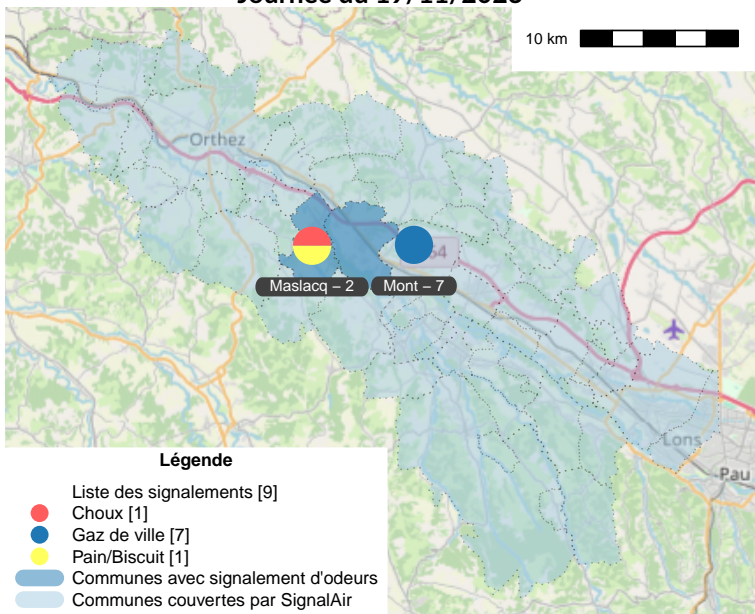 10 km
Orthez
Maslacq – 2
Mont – 7
Lons
Pau
Légende
Liste des signalements [9]
Choux [1]
Gaz de ville [7]
Pain/Biscuit [1]
Communes avec signalement d'odeurs
Communes couvertes par SignalAir